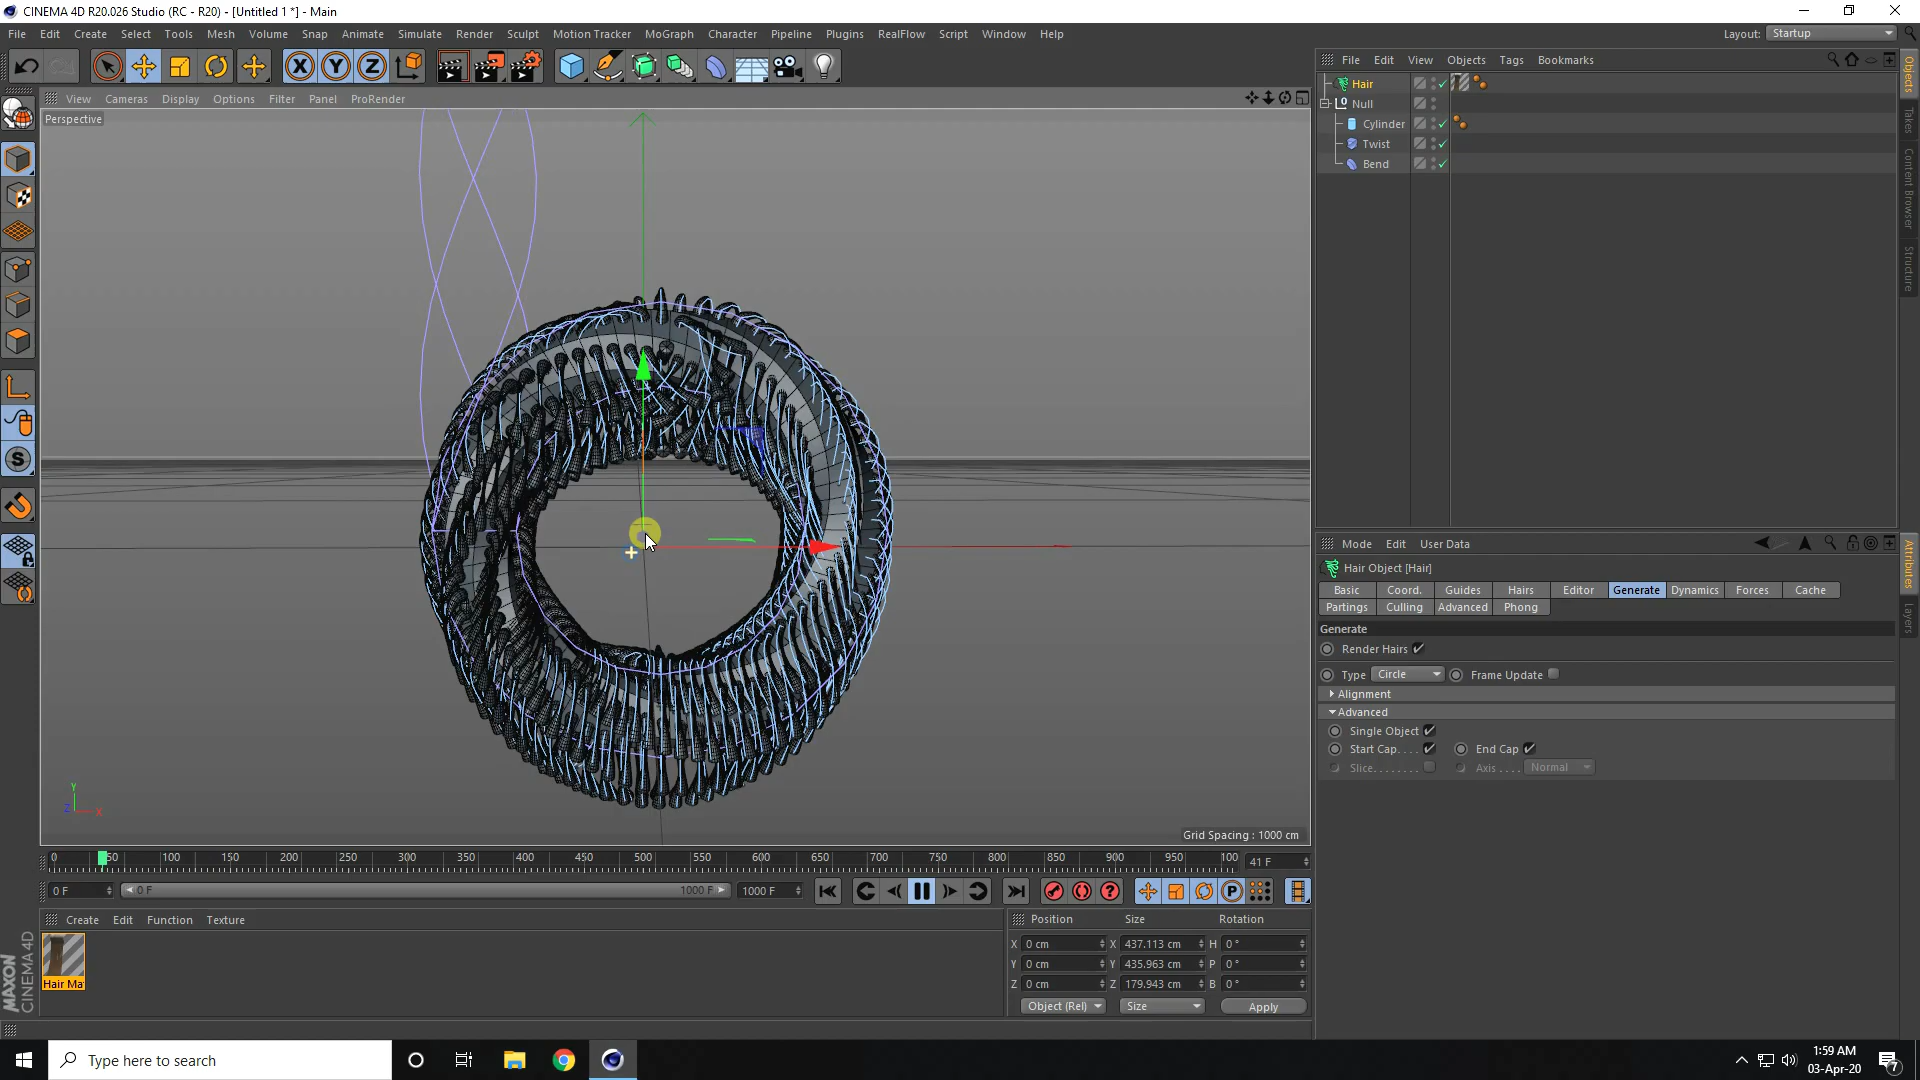 CINEMA 4D R20.026 Studio (RC - R20) - [Untitled 1 *] - Main
File Edit Create Select Tools Mesh Volume Snap Animate Simulate Render Sculpt Motion Tracker MoGraph Character Pipeline Plugins RealFlow Script Window Help
Layout: Startup
View Cameras Display Options Filter Panel ProRender
Perspective
Grid Spacing : 1000 cm
File Edit View Objects Tags Bookmarks
Hair
Null
Cylinder
Twist
Bend
Objects
Takes
Content Browser
Structure
Mode Edit User Data
Hair Object [Hair]
Basic Coord. Guides Hairs Editor Generate Dynamics Forces Cache
Partings Culling Advanced Phong
Generate
Render Hairs
Type Circle Frame Update
Alignment
Advanced
Single Object
Start Cap.... End Cap
Slice........ Axis .... Normal
Attributes
Layers
0 50 100 150 200 250 300 350 400 450 500 550 600 650 700 750 800 850 900 950 100 41 F
0 F 0 F 1000 F 1000 F
Create Edit Function Texture
Hair Ma
Position Size Rotation
X 0 cm X 437.113 cm H 0 °
Y 0 cm Y 435.963 cm P 0 °
Z 0 cm Z 179.943 cm B 0 °
Object (Rel) Size Apply
MAXON
CINEMA 4D
Type here to search
1:59 AM
03-Apr-20
7